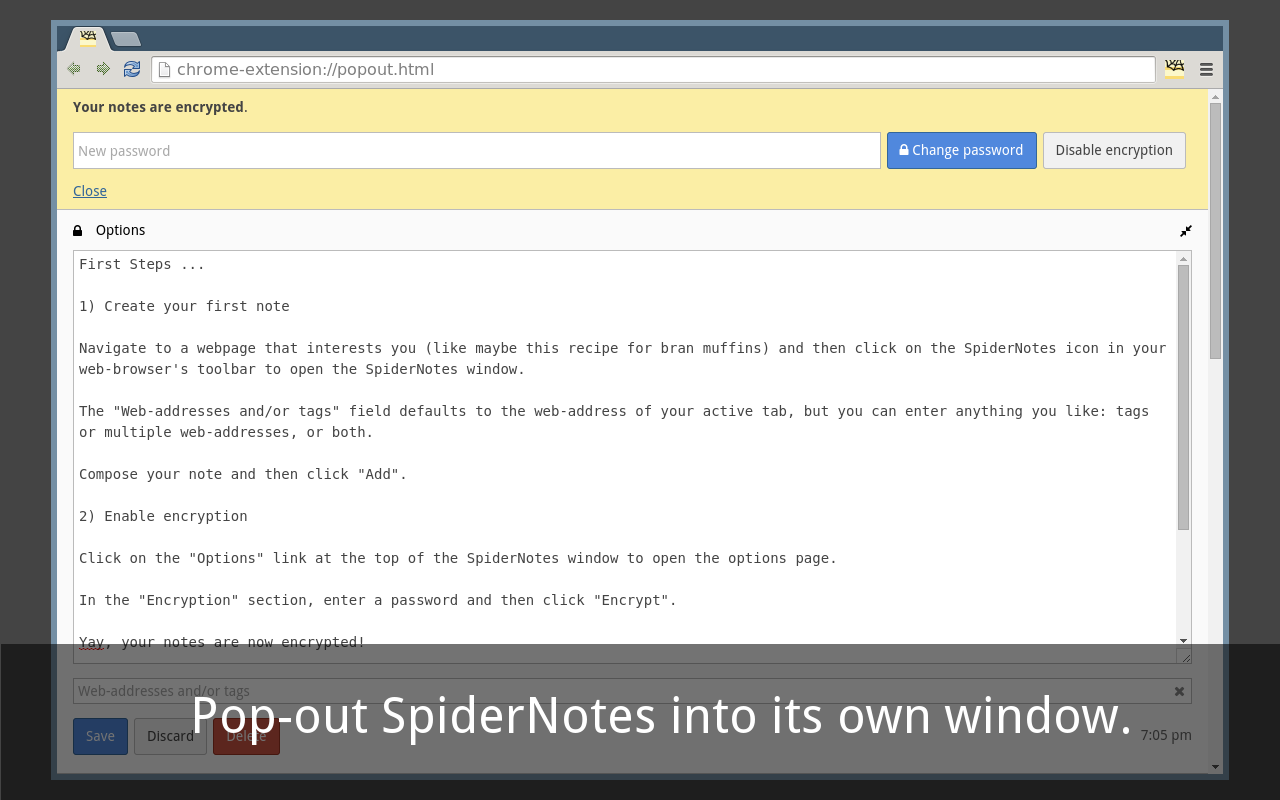 chrome-extension://popout.html
Your notes are encrypted.
New password
Change password
Disable encryption
Close
Options
First Steps ...
1) Create your first note
Navigate to a webpage that interests you (like maybe this recipe for bran muffins) and then click on the SpiderNotes icon in your
web-browser's toolbar to open the SpiderNotes window.
The "Web-addresses and/or tags" field defaults to the web-address of your active tab, but you can enter anything you like: tags
or multiple web-addresses, or both.
Compose your note and then click "Add".
2) Enable encryption
Click on the "Options" link at the top of the SpiderNotes window to open the options page.
In the "Encryption" section, enter a password and then click "Encrypt".
Yay, your notes are now encrypted!
Web-addresses and/or tags
Pop-out SpiderNotes into its own window.
Save
Discard
Delete
7:05 pm